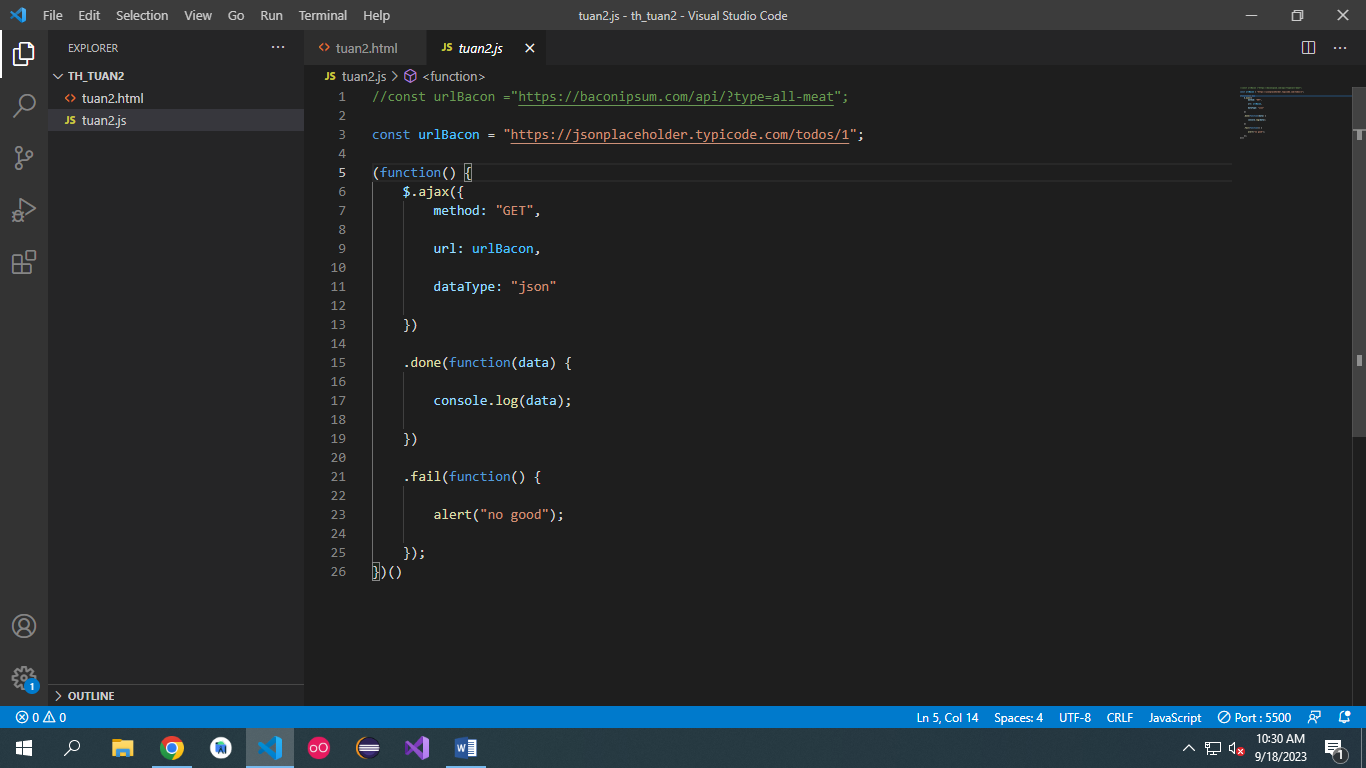 File Edit Selection View Go Run Terminal Help
tuan2.js - th_tuan2 - Visual Studio Code
EXPLORER
TH_TUAN2
tuan2.html
JS tuan2.js
OUTLINE
tuan2.html
JS tuan2.js
JS tuan2.js > <function>
1 //const urlBacon ="https://baconipsum.com/api/?type=all-meat";
2
3 const urlBacon = "https://jsonplaceholder.typicode.com/todos/1";
4
5 (function() {
6 $.ajax({
7 method: "GET",
8
9 url: urlBacon,
10
11 dataType: "json"
12
13 })
14
15 .done(function(data) {
16
17 console.log(data);
18
19 })
20
21 .fail(function() {
22
23 alert("no good");
24
25 });
26 })()
1
0 0
Ln 5, Col 14 Spaces: 4 UTF-8 CRLF JavaScript Port : 5500
10:30 AM
9/18/2023
1